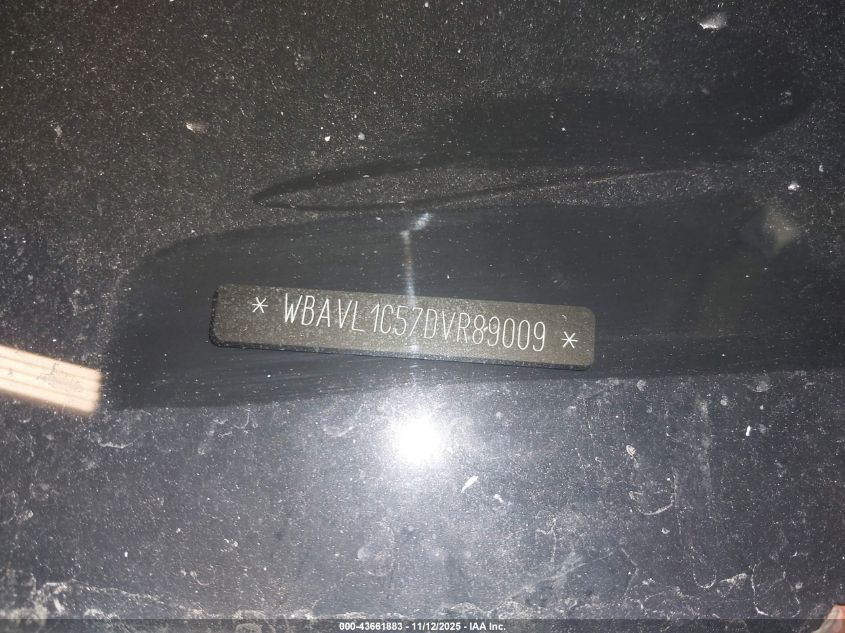 * WBAVL1C57DVR89009 *
000-43661883 - 11/12/2025 - IAA Inc.